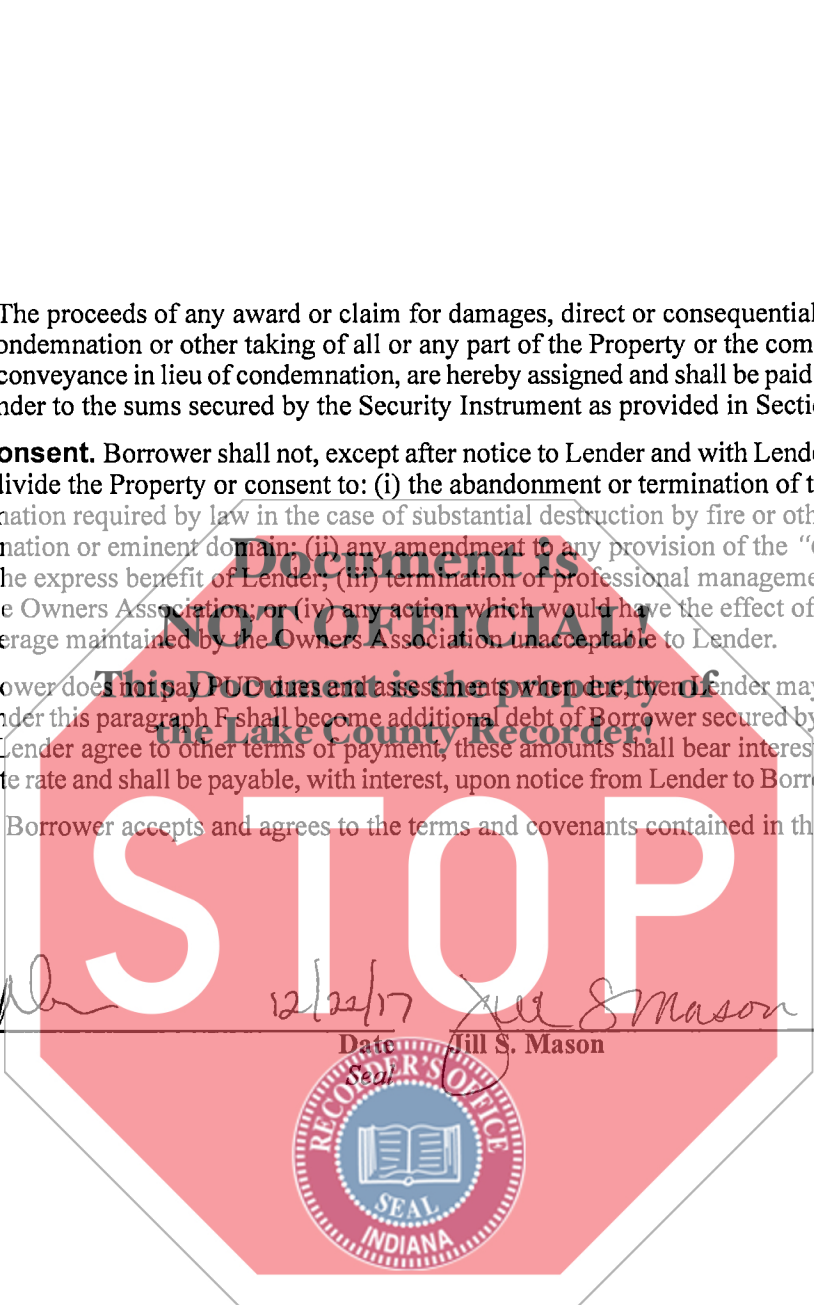 The proceeds of any award or claim for damages, direct or consequential
ondemnation or other taking of all or any part of the Property or the com
conveyance in lieu of condemnation, are hereby assigned and shall be paid
nder to the sums secured by the Security Instrument as provided in Secti
onsent. Borrower shall not, except after notice to Lender and with Lend
livide the Property or consent to: (i) the abandonment or termination of t
nation required by law in the case of substantial destruction by fire or oth
nation or eminent domain; (ii) any amendment to any provision of the “
Document is
he express benefit of Lender; (iii) termination of professional manageme
e Owners Association; or (iv) any action which would have the effect of
NOT OFFICIAL!
erage maintained by the Owners Association unacceptable to Lender.
ower does not pay PUD dues and assessments when due, then Lender may
This Document is the property of
nder this paragraph F shall become additional debt of Borrower secured by
the Lake County Recorder!
Lender agree to other terms of payment, these amounts shall bear interes
te rate and shall be payable, with interest, upon notice from Lender to Borr
Borrower accepts and agrees to the terms and covenants contained in th
STOP
12/22/17 Jill S Mason
Date Jill S. Mason
Seal
RECORDER'S OFFICE
SEAL
INDIANA